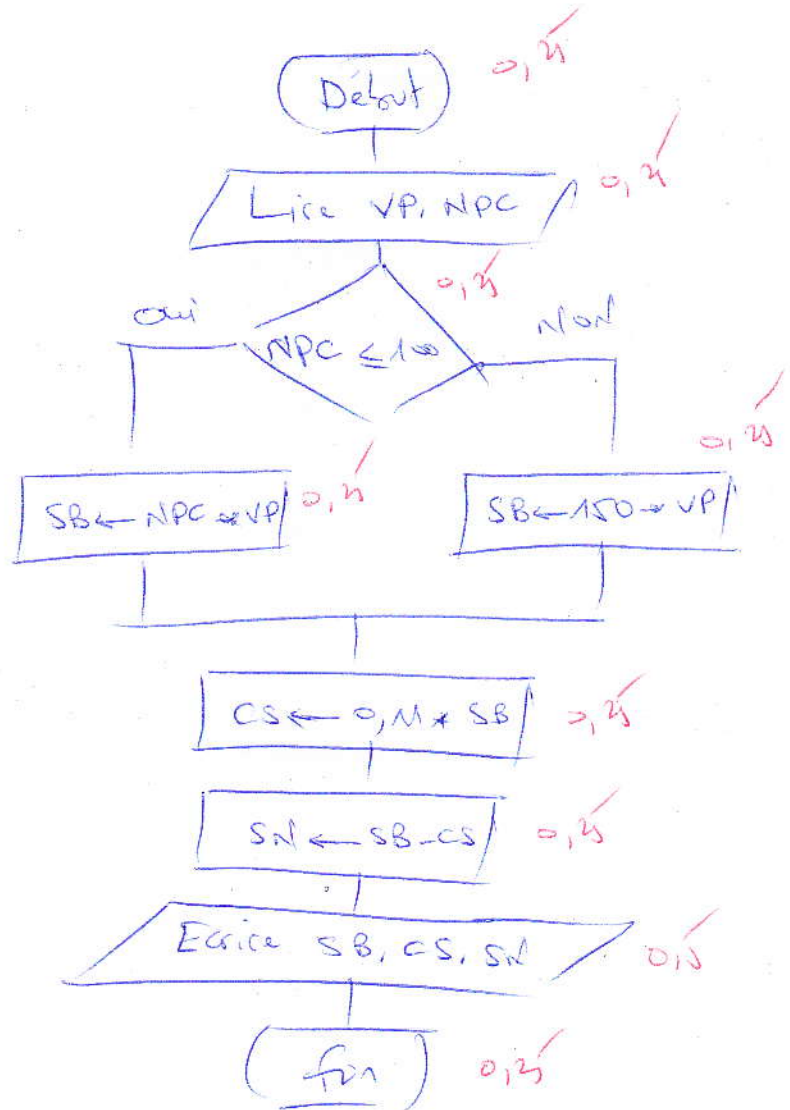 Début 0,25
Lire VP, NPC 0,25
0,25
oui NON
NPC ≤ 100
0,25
SB ← NPC * VP 0,25 SB ← 150 * VP
CS ← 0,11 * SB 0,25
SN ← SB - CS 0,25
Ecrire SB, CS, SN 0,5
fin 0,25